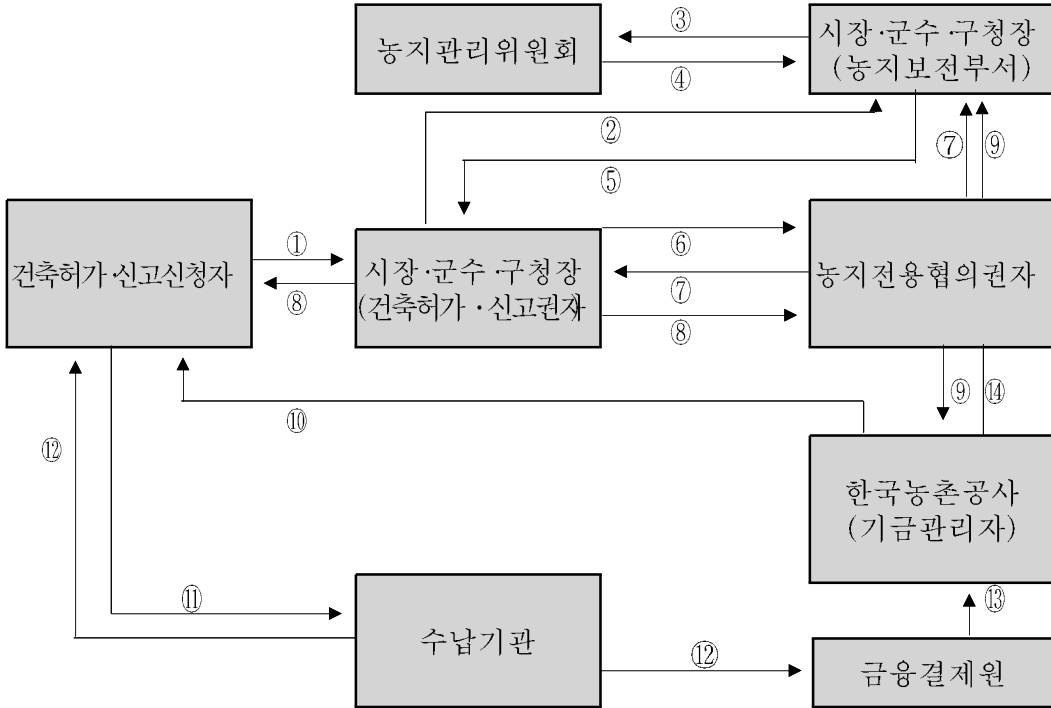 ③
농지관리위원회
④
시장·군수·구청장
(농지보전부서)
②
⑤
⑦ ⑨
건축허가·신고신청자
①
⑧
시장·군수·구청장
(건축허가·신고권자)
⑥
⑦
⑧
농지전용협의권자
⑨ ⑭
⑩
⑫
한국농촌공사
(기금관리자)
⑪
수납기관
⑫
⑬
금융결제원